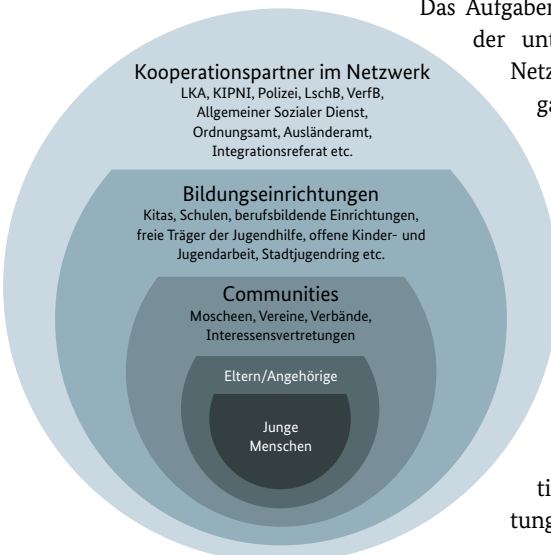 Das Aufgaben
der unt
Netz
ga
Kooperationspartner im Netzwerk
LKA, KIPNI, Polizei, LschB, VerfB,
Allgemeiner Sozialer Dienst,
Ordnungsamt, Ausländeramt,
Integrationsreferat etc.
Bildungseinrichtungen
Kitas, Schulen, berufsbildende Einrichtungen,
freie Träger der Jugendhilfe, offene Kinder- und
Jugendarbeit, Stadtjugendring etc.
Communities
Moscheen, Vereine, Verbände,
Interessensvertretungen
Eltern/Angehörige
Junge
Menschen
ti
tung